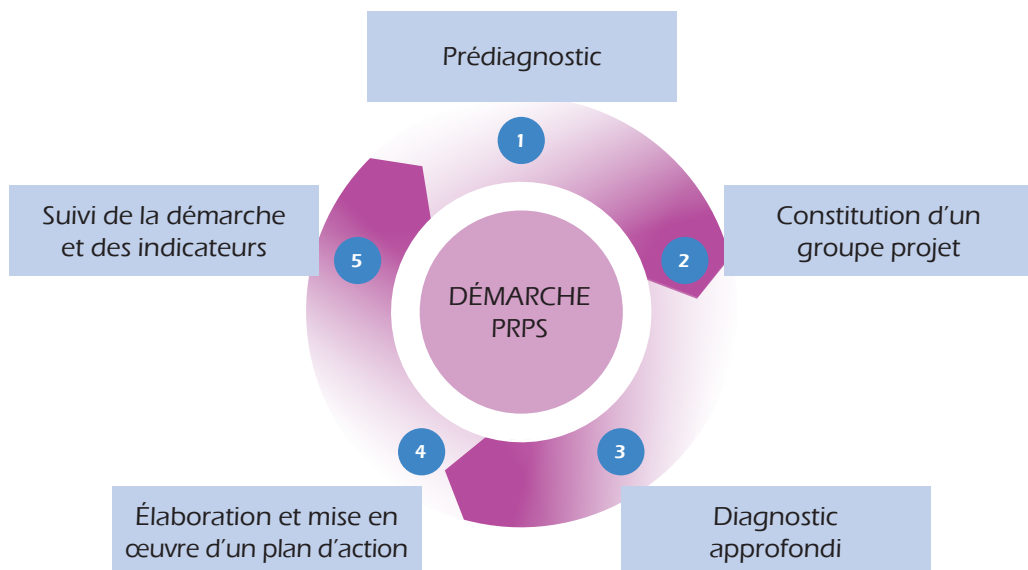 Prédiagnostic
1
Constitution d'un
groupe projet
2
Diagnostic
approfondi
3
Élaboration et mise en
œuvre d'un plan d'action
4
Suivi de la démarche
et des indicateurs
5
DÉMARCHE
PRPS